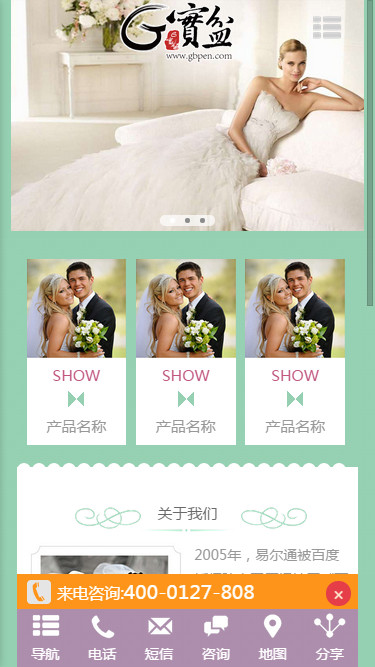 G寶盆
www.gbpen.com
SHOW SHOW SHOW
产品名称 产品名称 产品名称
关于我们
2005年，易尔通被百度
来电咨询:400-0127-808
导航 电话 短信 咨询 地图 分享